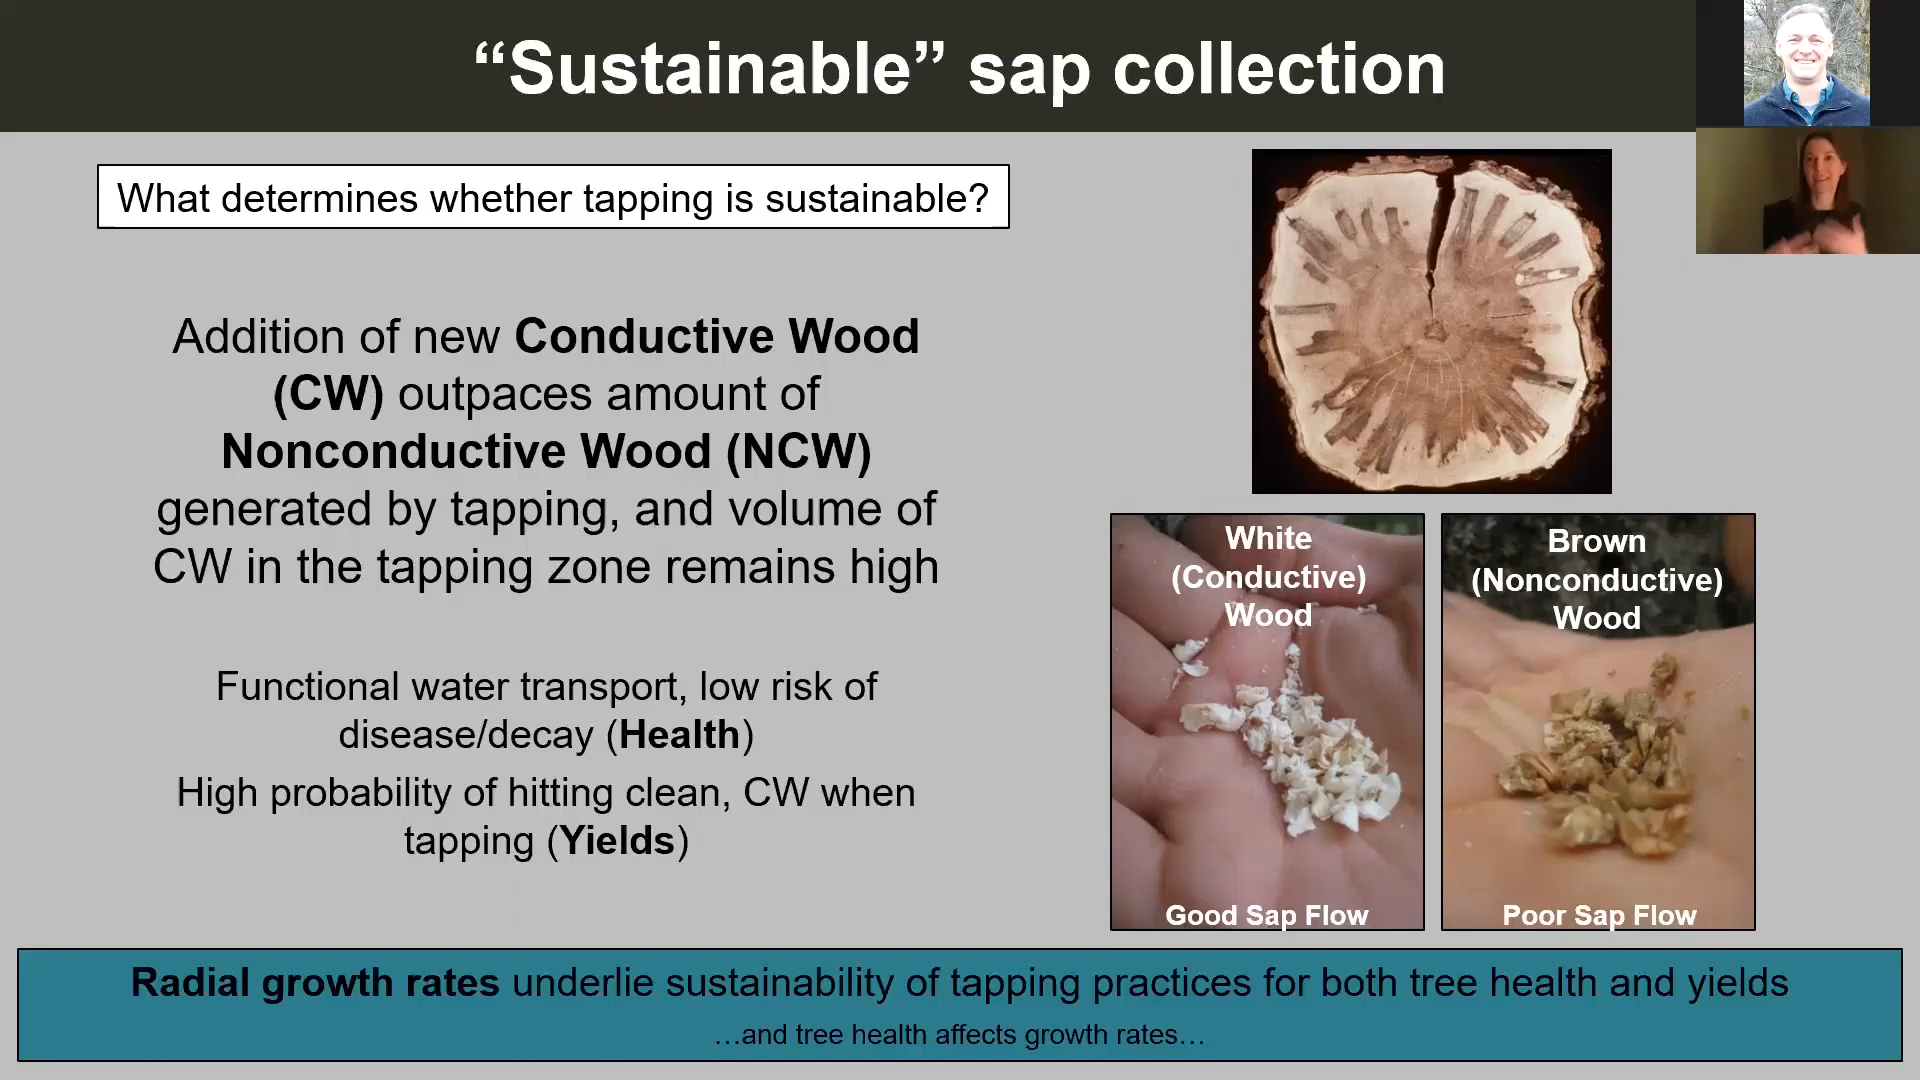 “Sustainable” sap collection
What determines whether tapping is sustainable?
Addition of new Conductive Wood
(CW) outpaces amount of
Nonconductive Wood (NCW)
generated by tapping, and volume of
CW in the tapping zone remains high
Functional water transport, low risk of
disease/decay (Health)
High probability of hitting clean, CW when
tapping (Yields)
White
(Conductive)
Wood
Good Sap Flow
Brown
(Nonconductive)
Wood
Poor Sap Flow
Radial growth rates underlie sustainability of tapping practices for both tree health and yields
…and tree health affects growth rates…